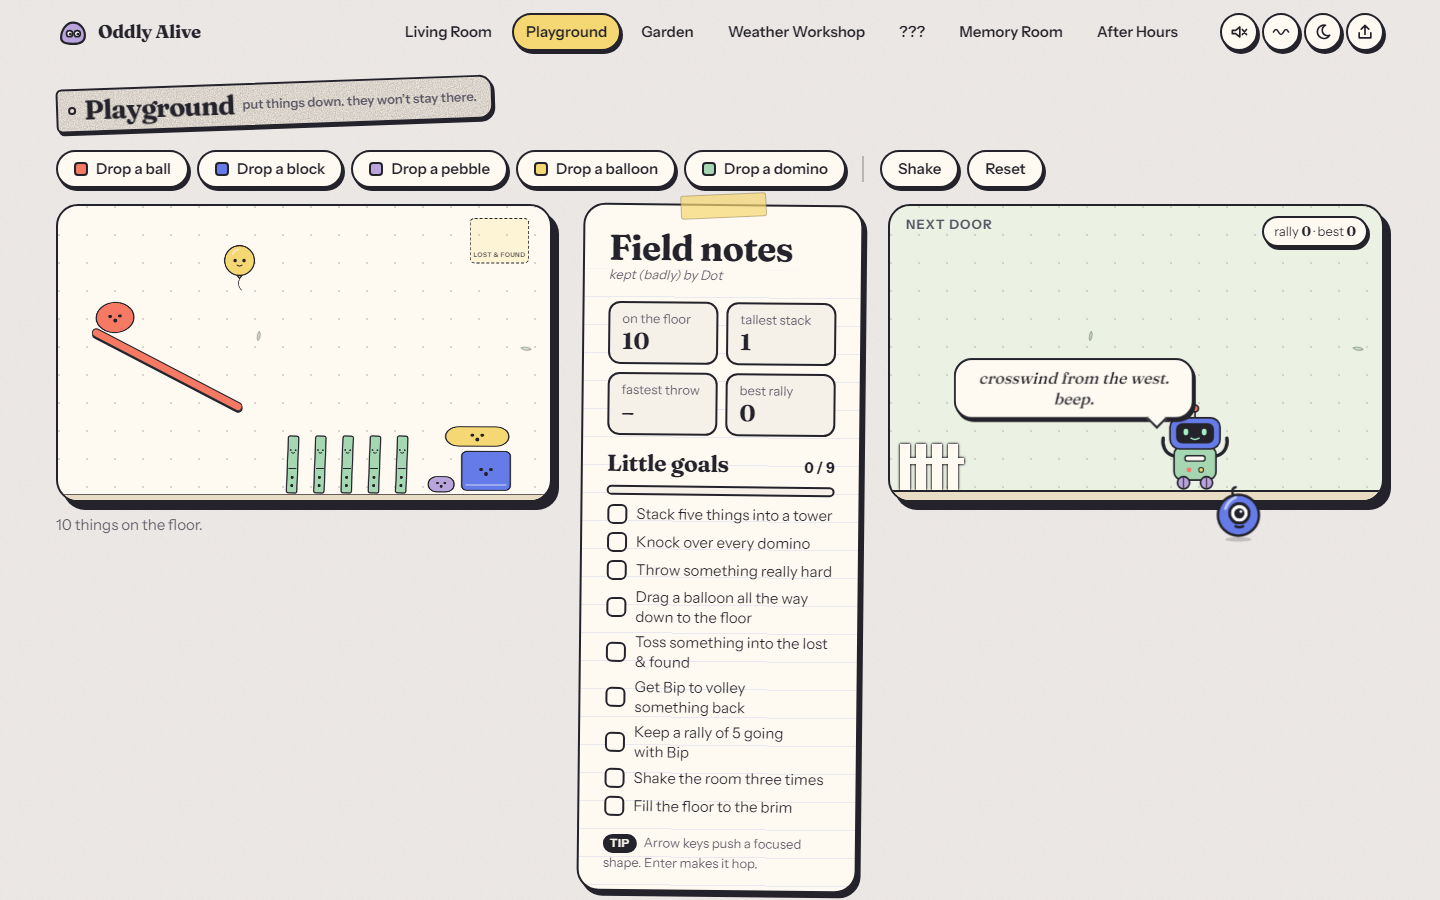 Oddly Alive
Living Room
Playground
Garden
Weather Workshop
???
Memory Room
After Hours
Playground put things down. they won't stay there.
Drop a ball
Drop a block
Drop a pebble
Drop a balloon
Drop a domino
Shake
Reset
LOST & FOUND
10 things on the floor.
Field notes
kept (badly) by Dot
on the floor
10
tallest stack
1
fastest throw
–
best rally
0
Little goals
0 / 9
Stack five things into a tower
Knock over every domino
Throw something really hard
Drag a balloon all the way
down to the floor
Toss something into the lost
& found
Get Bip to volley
something back
Keep a rally of 5 going
with Bip
Shake the room three times
Fill the floor to the brim
TIP Arrow keys push a focused
shape. Enter makes it hop.
NEXT DOOR
rally 0 · best 0
crosswind from the west.
beep.